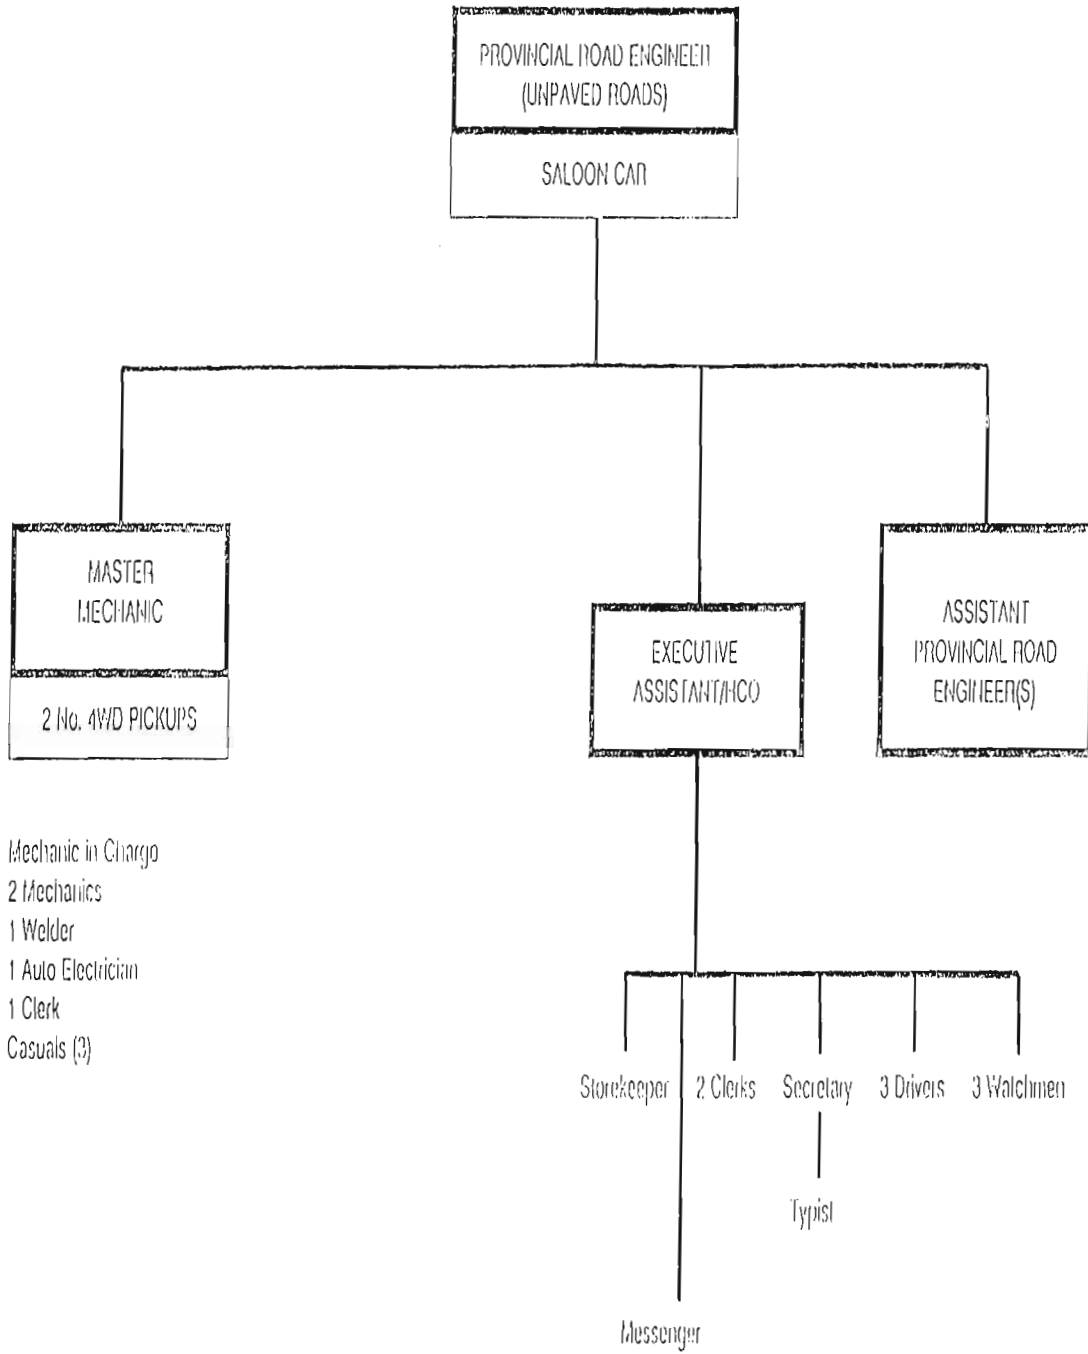 PROVINCIAL ROAD ENGINEER
(UNPAVED ROADS)
SALOON CAR
MASTER
MECHANIC
2 No. 4WD PICKUPS
EXECUTIVE
ASSISTANT/HCO
ASSISTANT
PROVINCIAL ROAD
ENGINEER(S)
Mechanic in Charge
2 Mechanics
1 Welder
1 Auto Electrician
1 Clerk
Casuals (3)
Storekeeper
2 Clerks
Secretary
3 Drivers
3 Watchmen
Typist
Messenger